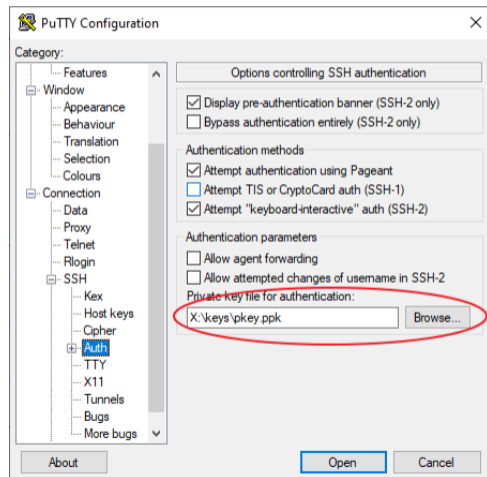 PuTTY Configuration
Category:
Features
Window
Appearance
Behaviour
Translation
Selection
Colours
Connection
Data
Proxy
Telnet
Rlogin
SSH
Kex
Host keys
Cipher
Auth
TTY
X11
Tunnels
Bugs
More bugs
Options controlling SSH authentication
Display pre-authentication banner (SSH-2 only)
Bypass authentication entirely (SSH-2 only)
Authentication methods
Attempt authentication using Pageant
Attempt TIS or CryptoCard auth (SSH-1)
Attempt "keyboard-interactive" auth (SSH-2)
Authentication parameters
Allow agent forwarding
Allow attempted changes of username in SSH-2
Private key file for authentication:
X:\keys\pkey.ppk
Browse...
About
Open
Cancel